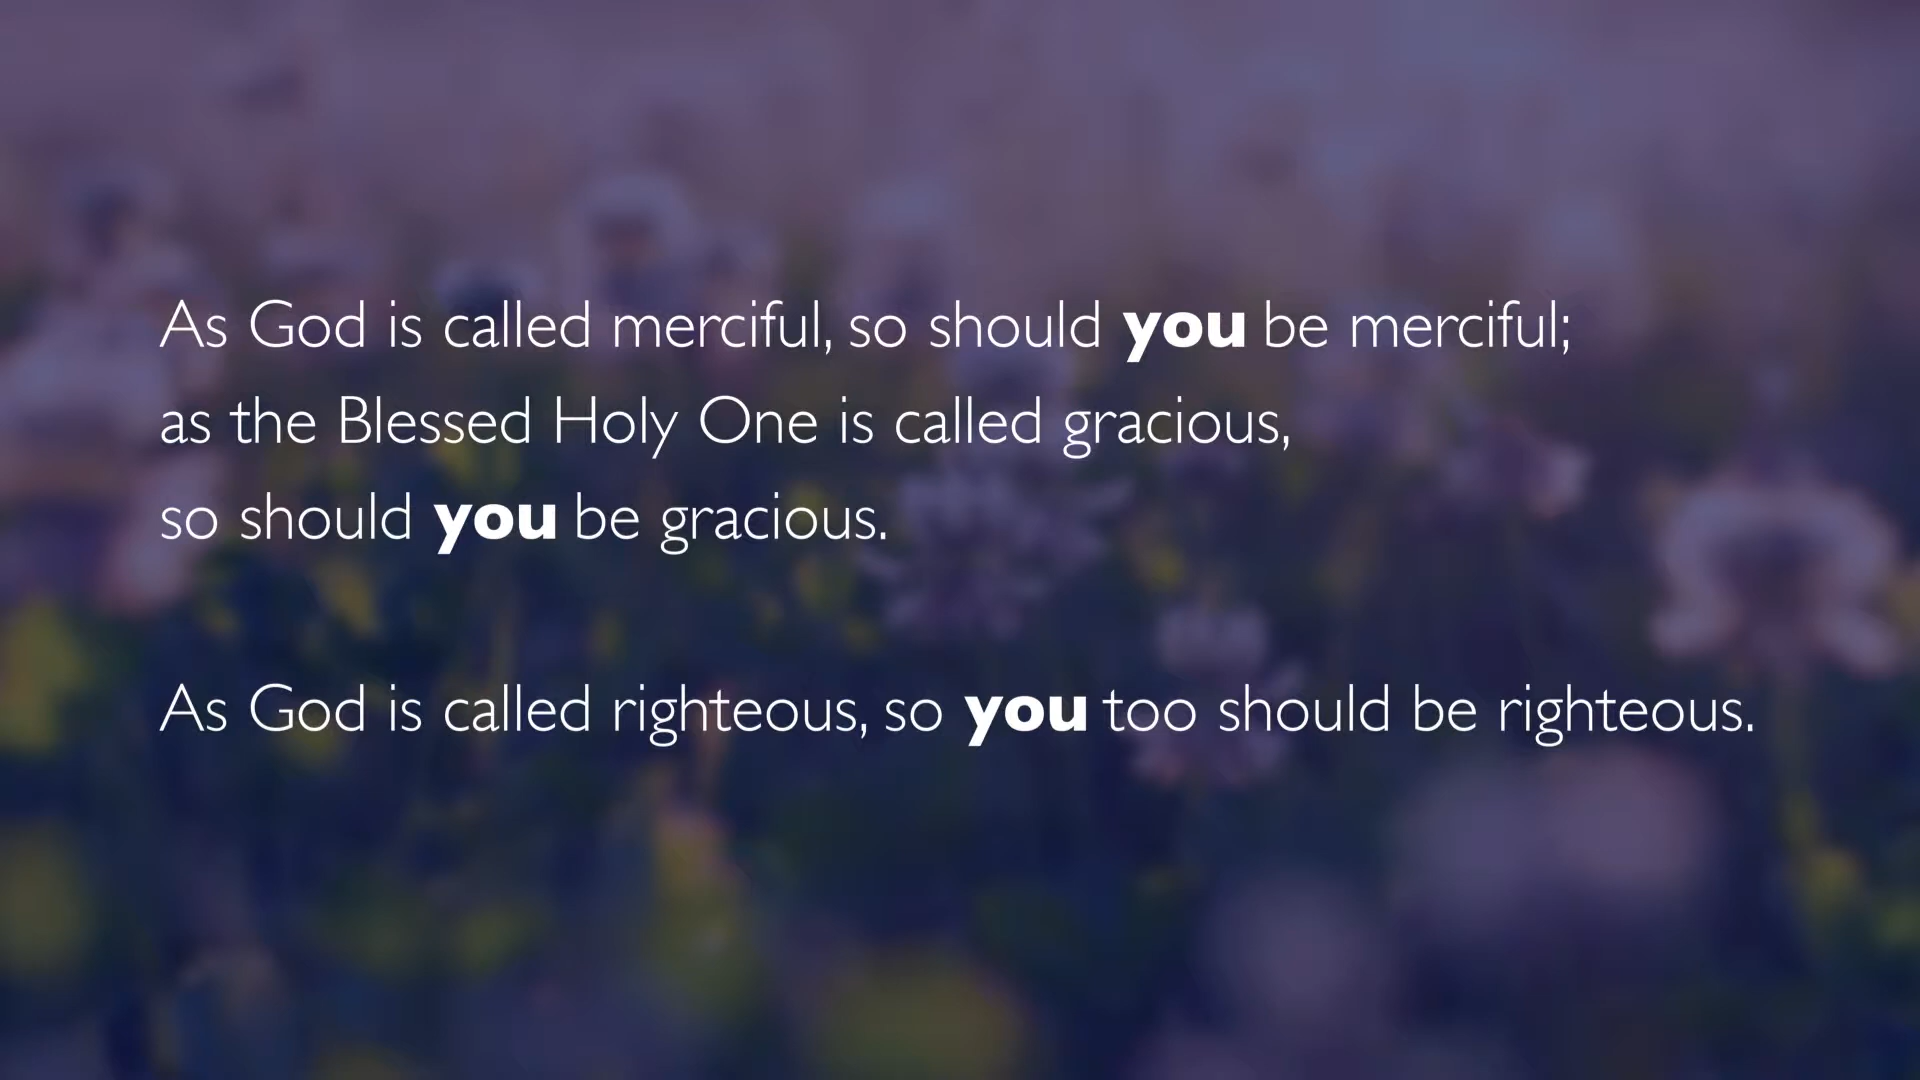 As God is called merciful, so should you be merciful;
as the Blessed Holy One is called gracious,
so should you be gracious.
As God is called righteous, so you too should be righteous.